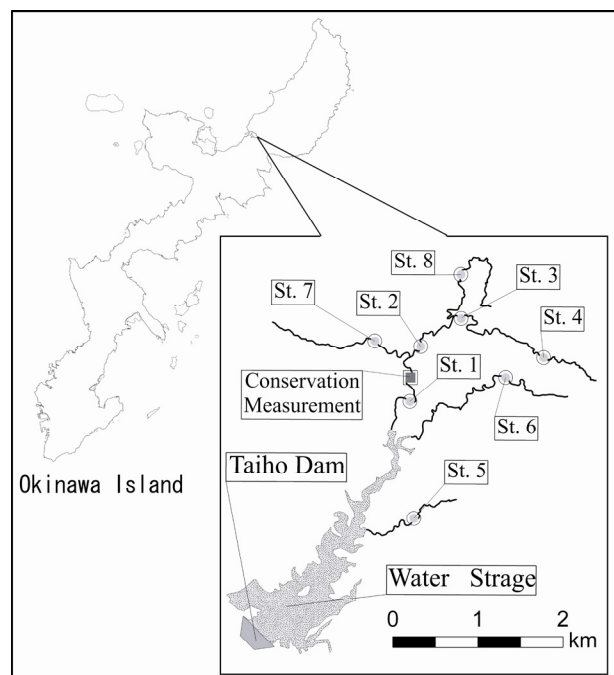 St. 8
St. 3
St. 7
St. 2
St. 4
St. 1
Conservation
Measurement
St. 6
Taiho Dam
Okinawa Island
St. 5
Water Strage
0 1 2
km